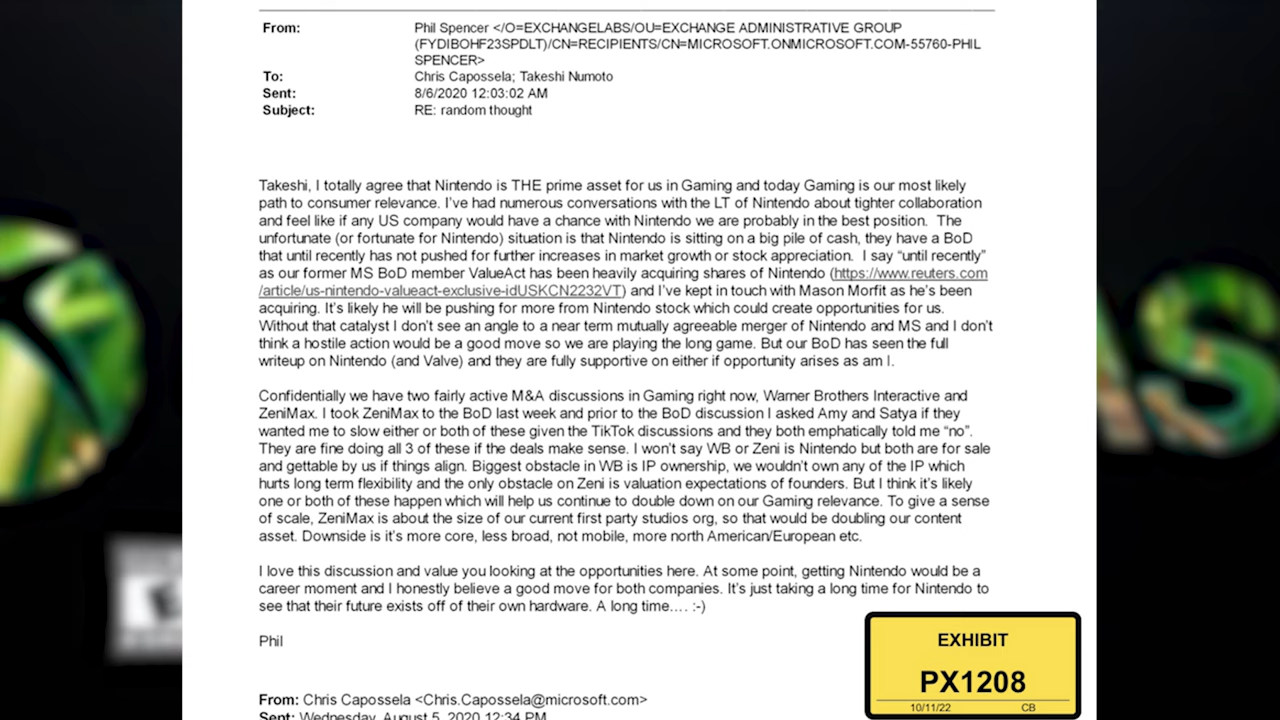 From: Phil Spencer </O=EXCHANGELABS/OU=EXCHANGE ADMINISTRATIVE GROUP
(FYDIBOHF23SPDLT)/CN=RECIPIENTS/CN=MICROSOFT.ONMICROSOFT.COM-55760-PHIL
SPENCER>
To: Chris Capossela; Takeshi Numoto
Sent: 8/6/2020 12:03:02 AM
Subject: RE: random thought
Takeshi, I totally agree that Nintendo is THE prime asset for us in Gaming and today Gaming is our most likely
path to consumer relevance. I've had numerous conversations with the LT of Nintendo about tighter collaboration
and feel like if any US company would have a chance with Nintendo we are probably in the best position. The
unfortunate (or fortunate for Nintendo) situation is that Nintendo is sitting on a big pile of cash, they have a BoD
that until recently has not pushed for further increases in market growth or stock appreciation. I say "until recently"
as our former MS BoD member ValueAct has been heavily acquiring shares of Nintendo (https://www.reuters.com
/article/us-nintendo-valueact-exclusive-idUSKCN2232VT) and I've kept in touch with Mason Morfit as he's been
acquiring. It's likely he will be pushing for more from Nintendo stock which could create opportunities for us.
Without that catalyst I don't see an angle to a near term mutually agreeable merger of Nintendo and MS and I don't
think a hostile action would be a good move so we are playing the long game. But our BoD has seen the full
writeup on Nintendo (and Valve) and they are fully supportive on either if opportunity arises as am I.
Confidentially we have two fairly active M&A discussions in Gaming right now, Warner Brothers Interactive and
ZeniMax. I took ZeniMax to the BoD last week and prior to the BoD discussion I asked Amy and Satya if they
wanted me to slow either or both of these given the TikTok discussions and they both emphatically told me "no".
They are fine doing all 3 of these if the deals make sense. I won't say WB or Zeni is Nintendo but both are for sale
and gettable by us if things align. Biggest obstacle in WB is IP ownership, we wouldn't own any of the IP which
hurts long term flexibility and the only obstacle on Zeni is valuation expectations of founders. But I think it's likely
one or both of these happen which will help us continue to double down on our Gaming relevance. To give a sense
of scale, ZeniMax is about the size of our current first party studios org, so that would be doubling our content
asset. Downside is it's more core, less broad, not mobile, more north American/European etc.
I love this discussion and value you looking at the opportunities here. At some point, getting Nintendo would be a
career moment and I honestly believe a good move for both companies. It's just taking a long time for Nintendo to
see that their future exists off of their own hardware. A long time.... :-)
Phil
From: Chris Capossela <Chris.Capossela@microsoft.com>
Sent: Wednesday, August 5, 2020 12:34 PM
EXHIBIT
PX1208
10/11/22 CB